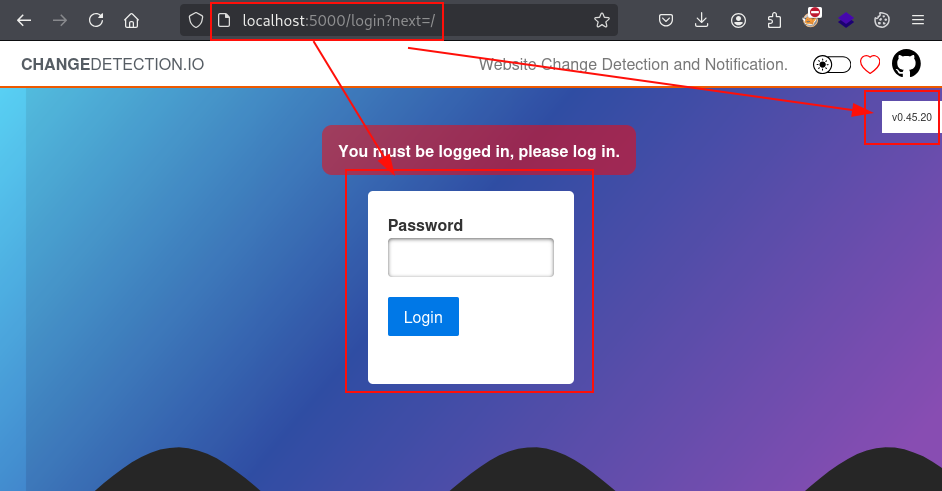 localhost:5000/login?next=/
CHANGEDETECTION.IO
Website Change Detection and Notification.
v0.45.20
You must be logged in, please log in.
Password
Login